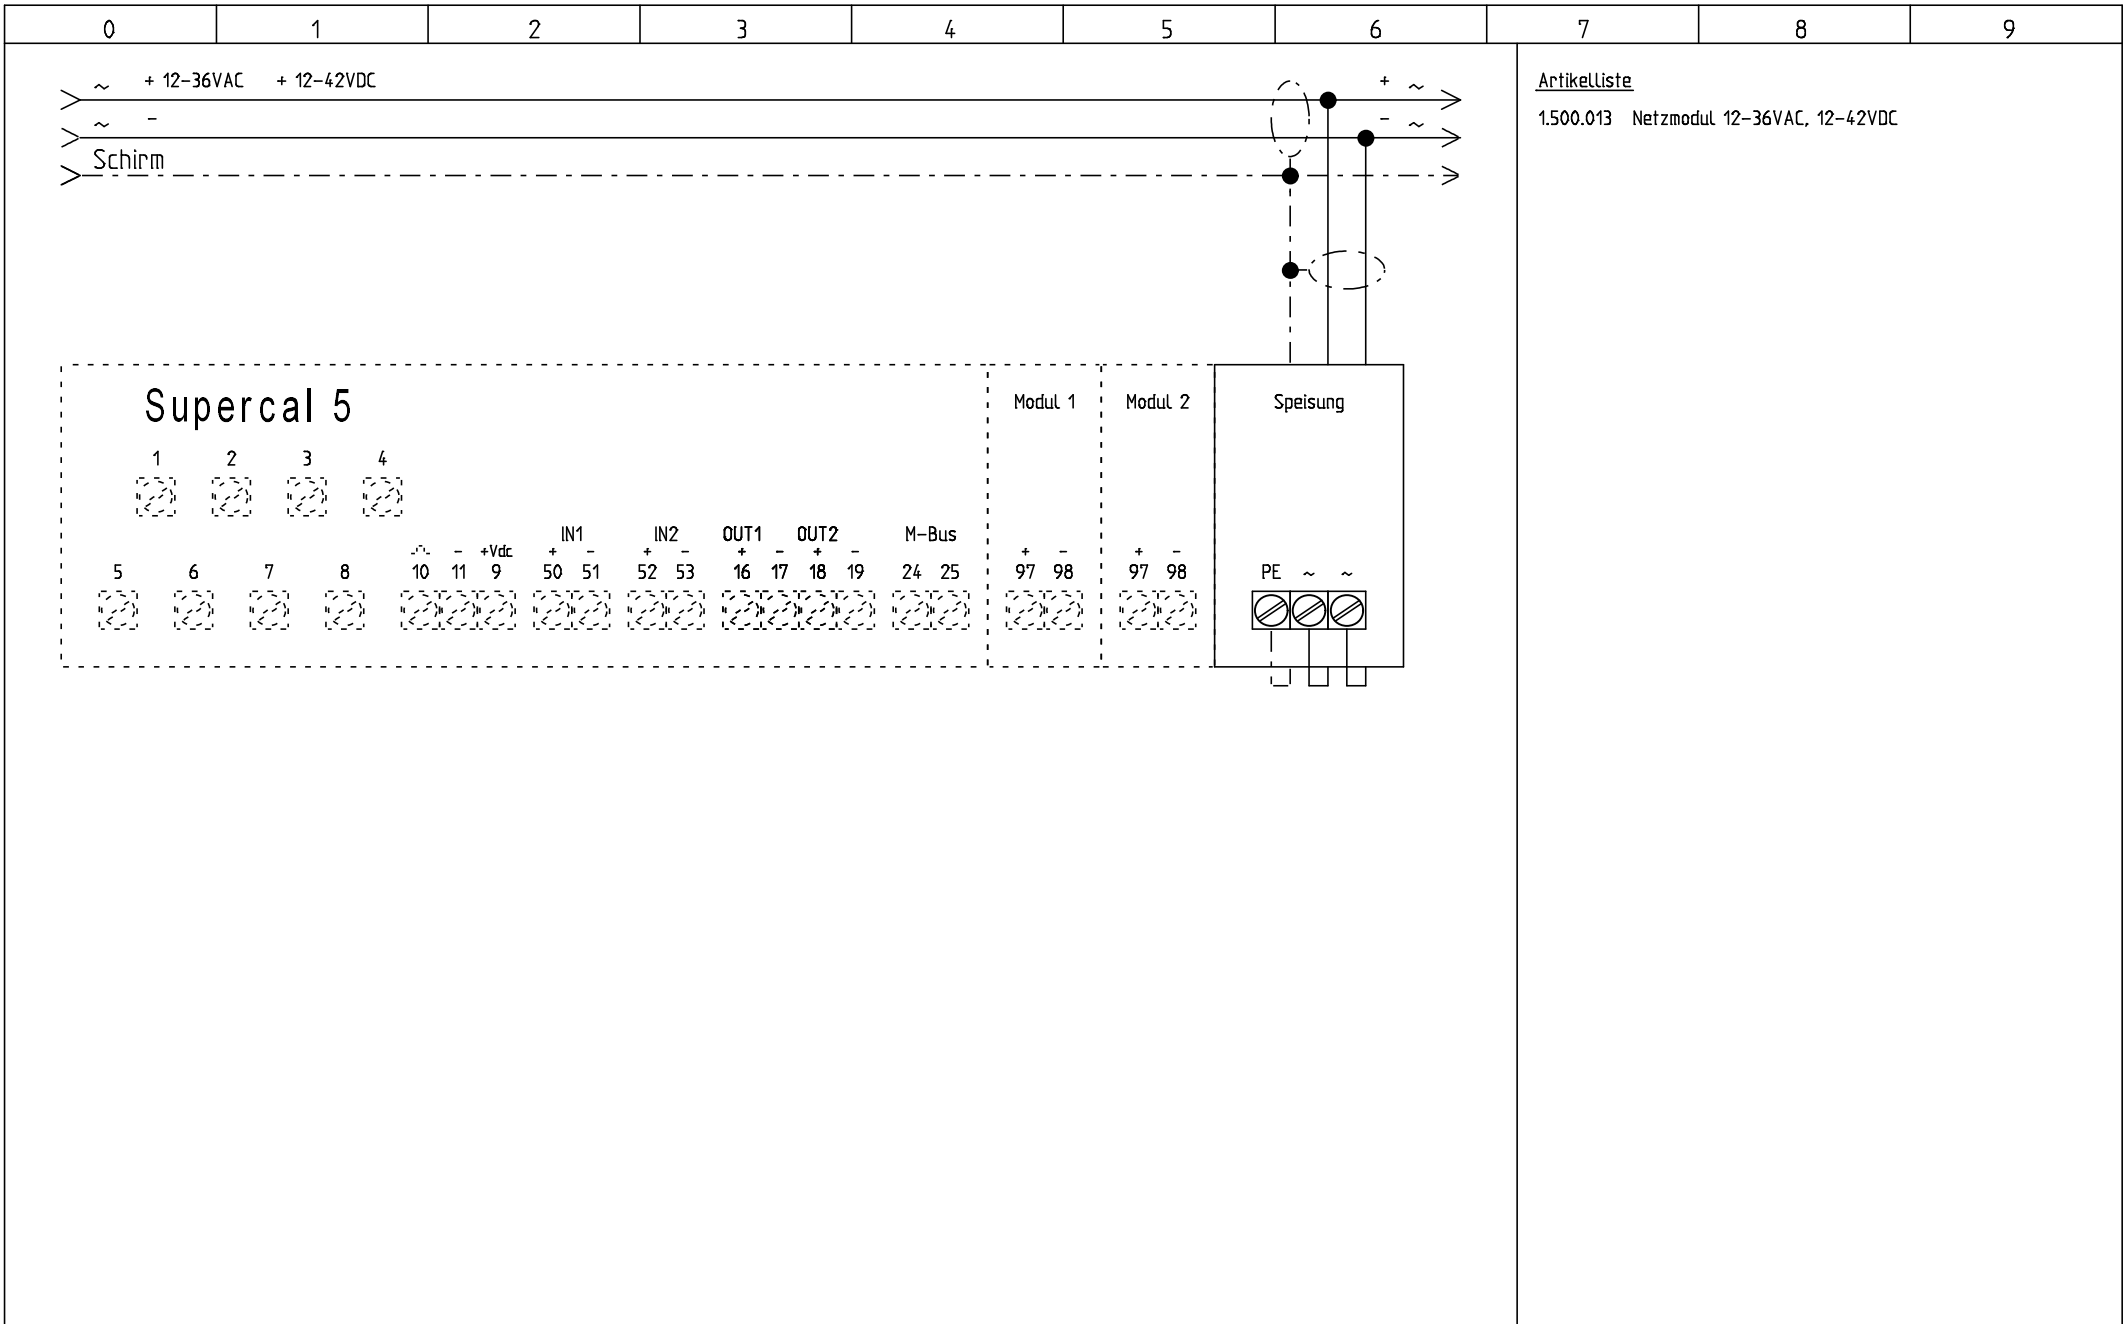 0 1 2 3 4 5 6 7 8 9
~ + 12-36VAC + 12-42VDC + ~
~ - - ~
Schirm
Artikelliste
1.500.013 Netzmodul 12-36VAC, 12-42VDC
Supercal 5
Modul 1 Modul 2 Speisung
1 2 3 4
IN1 IN2 OUT1 OUT2 M-Bus
- +Vdc + - + - + - + - + - + -
5 6 7 8 10 11 9 50 51 52 53 16 17 18 19 24 25 97 98 97 98 PE ~ ~